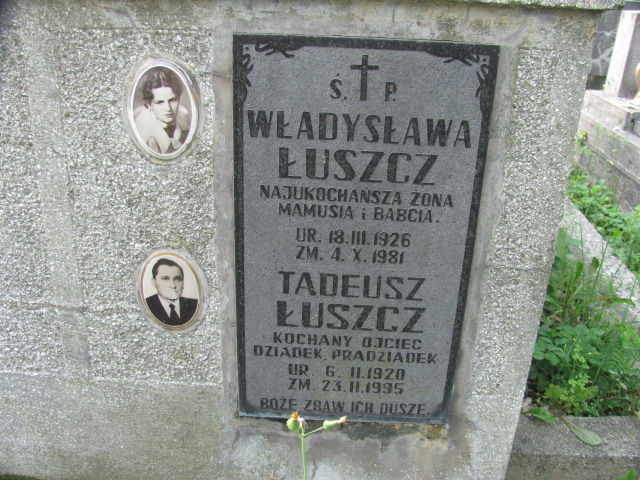 Ś. P.
WŁADYSŁAWA
ŁUSZCZ
NAJUKOCHAŃSZA ŻONA
MAMUSIA i BABCIA.
UR. 18.III.1926
ZM. 4. X. 1981
TADEUSZ
ŁUSZCZ
KOCHANY OJCIEC
DZIADEK, PRADZIADEK
UR 6. II.1920
ZM. 23.II.1995
BOŻE ZBAW ICH DUSZE.